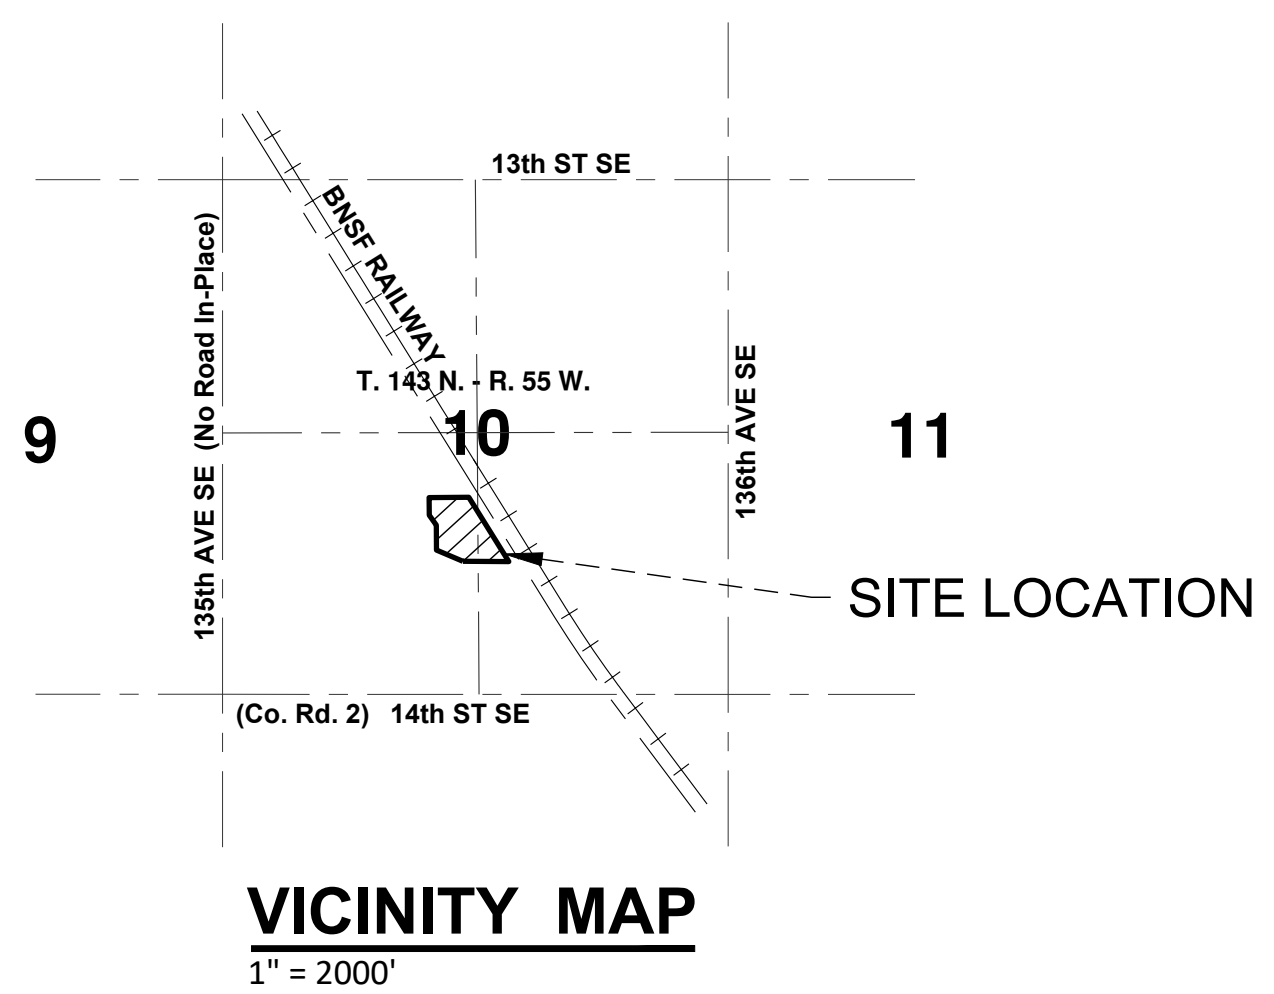 13th ST SE
BNSF RAILWAY
135th AVE SE (No Road In-Place)
T. 143 N. - R. 55 W.
9
10
11
136th AVE SE
SITE LOCATION
(Co. Rd. 2) 14th ST SE
VICINITY MAP
1" = 2000'